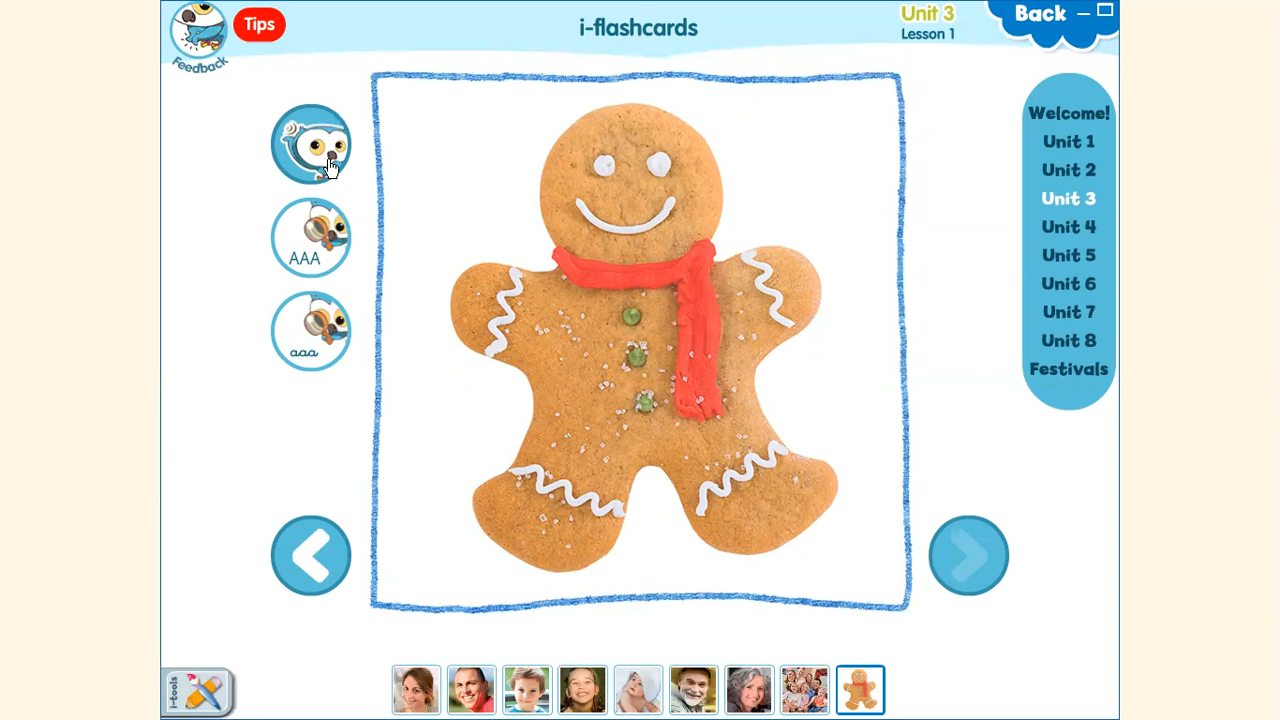 Tips
i-flashcards
Unit 3
Lesson 1
Back
Feedback
AAA
aaa
Welcome!
Unit 1
Unit 2
Unit 3
Unit 4
Unit 5
Unit 6
Unit 7
Unit 8
Festivals
i-tools